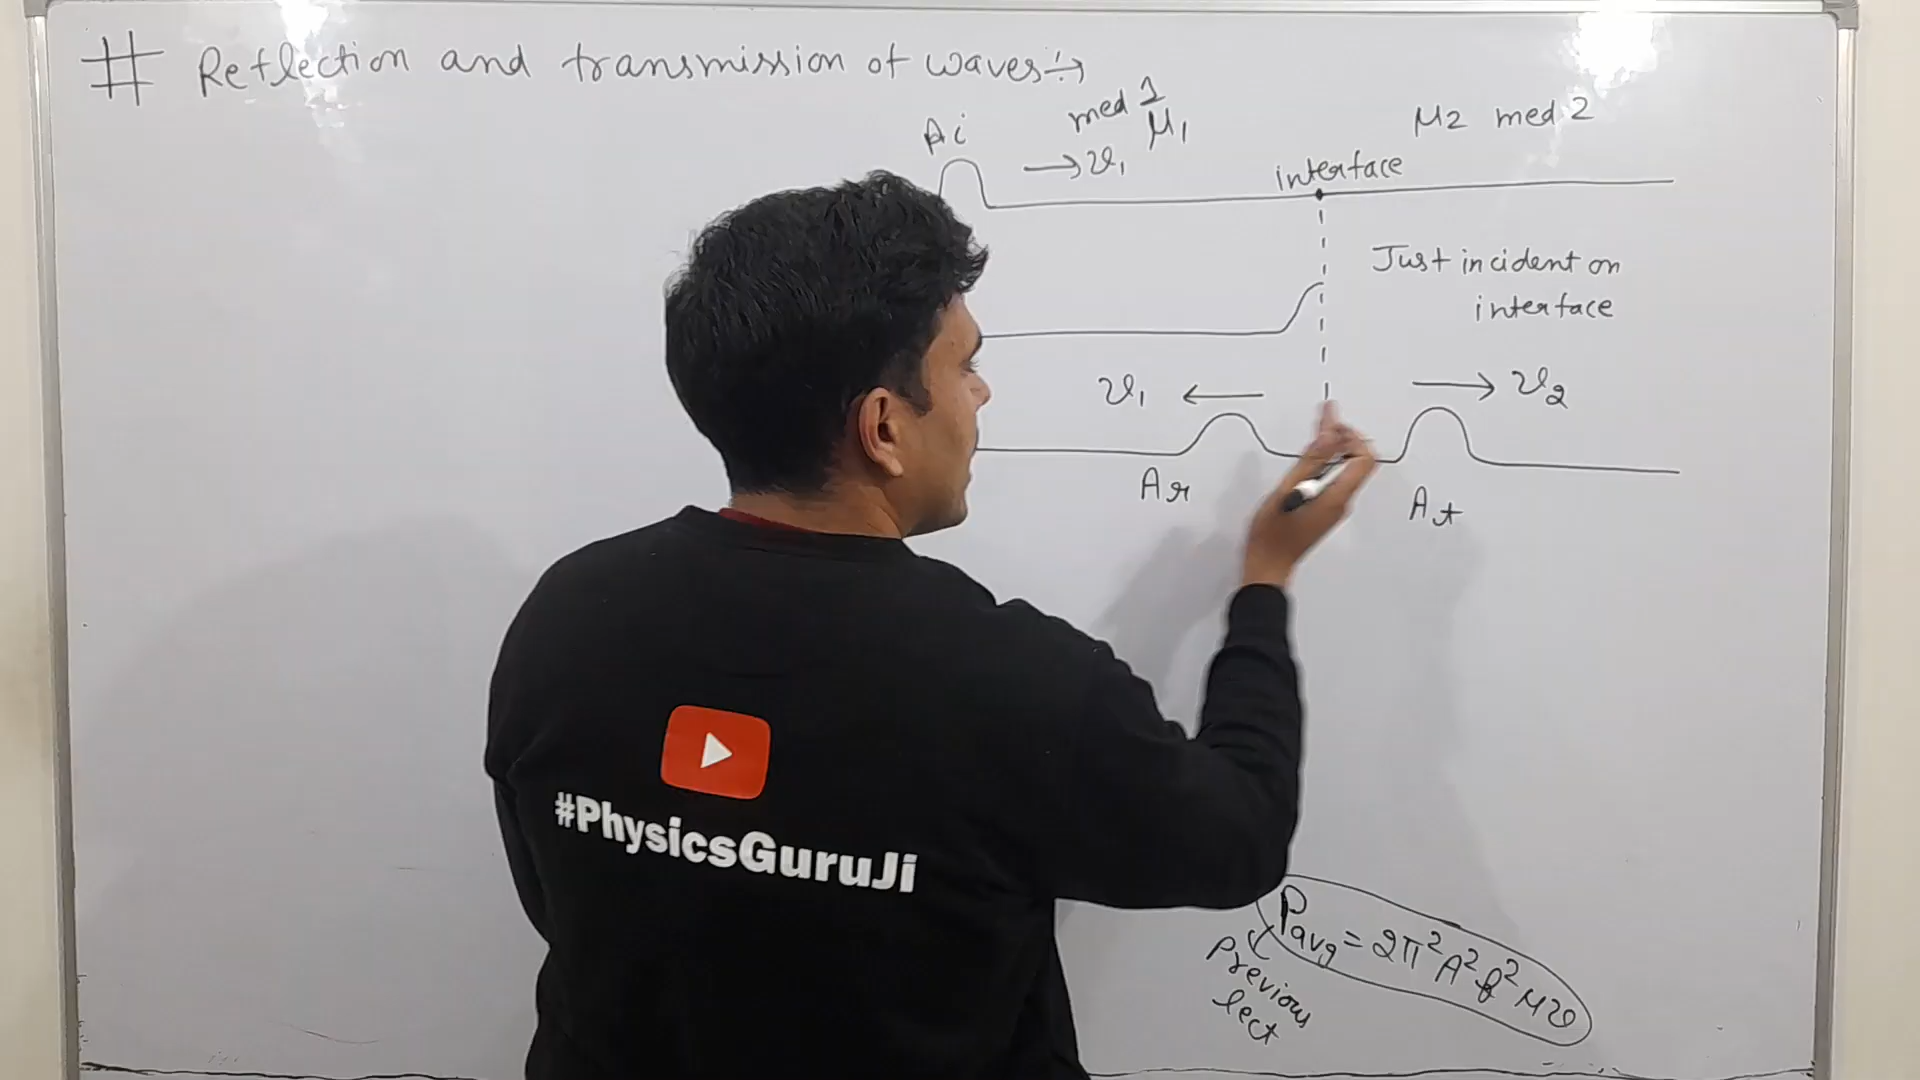 # Reflection and transmission of waves :→
Ai
med 1
μ1
→ v1
μ2 med 2
interface
Just incident on
interface
v1 ←
→ v2
Ar
At
#PhysicsGuruJi
Pavg = 2π²A²f²μv
Previous
lect